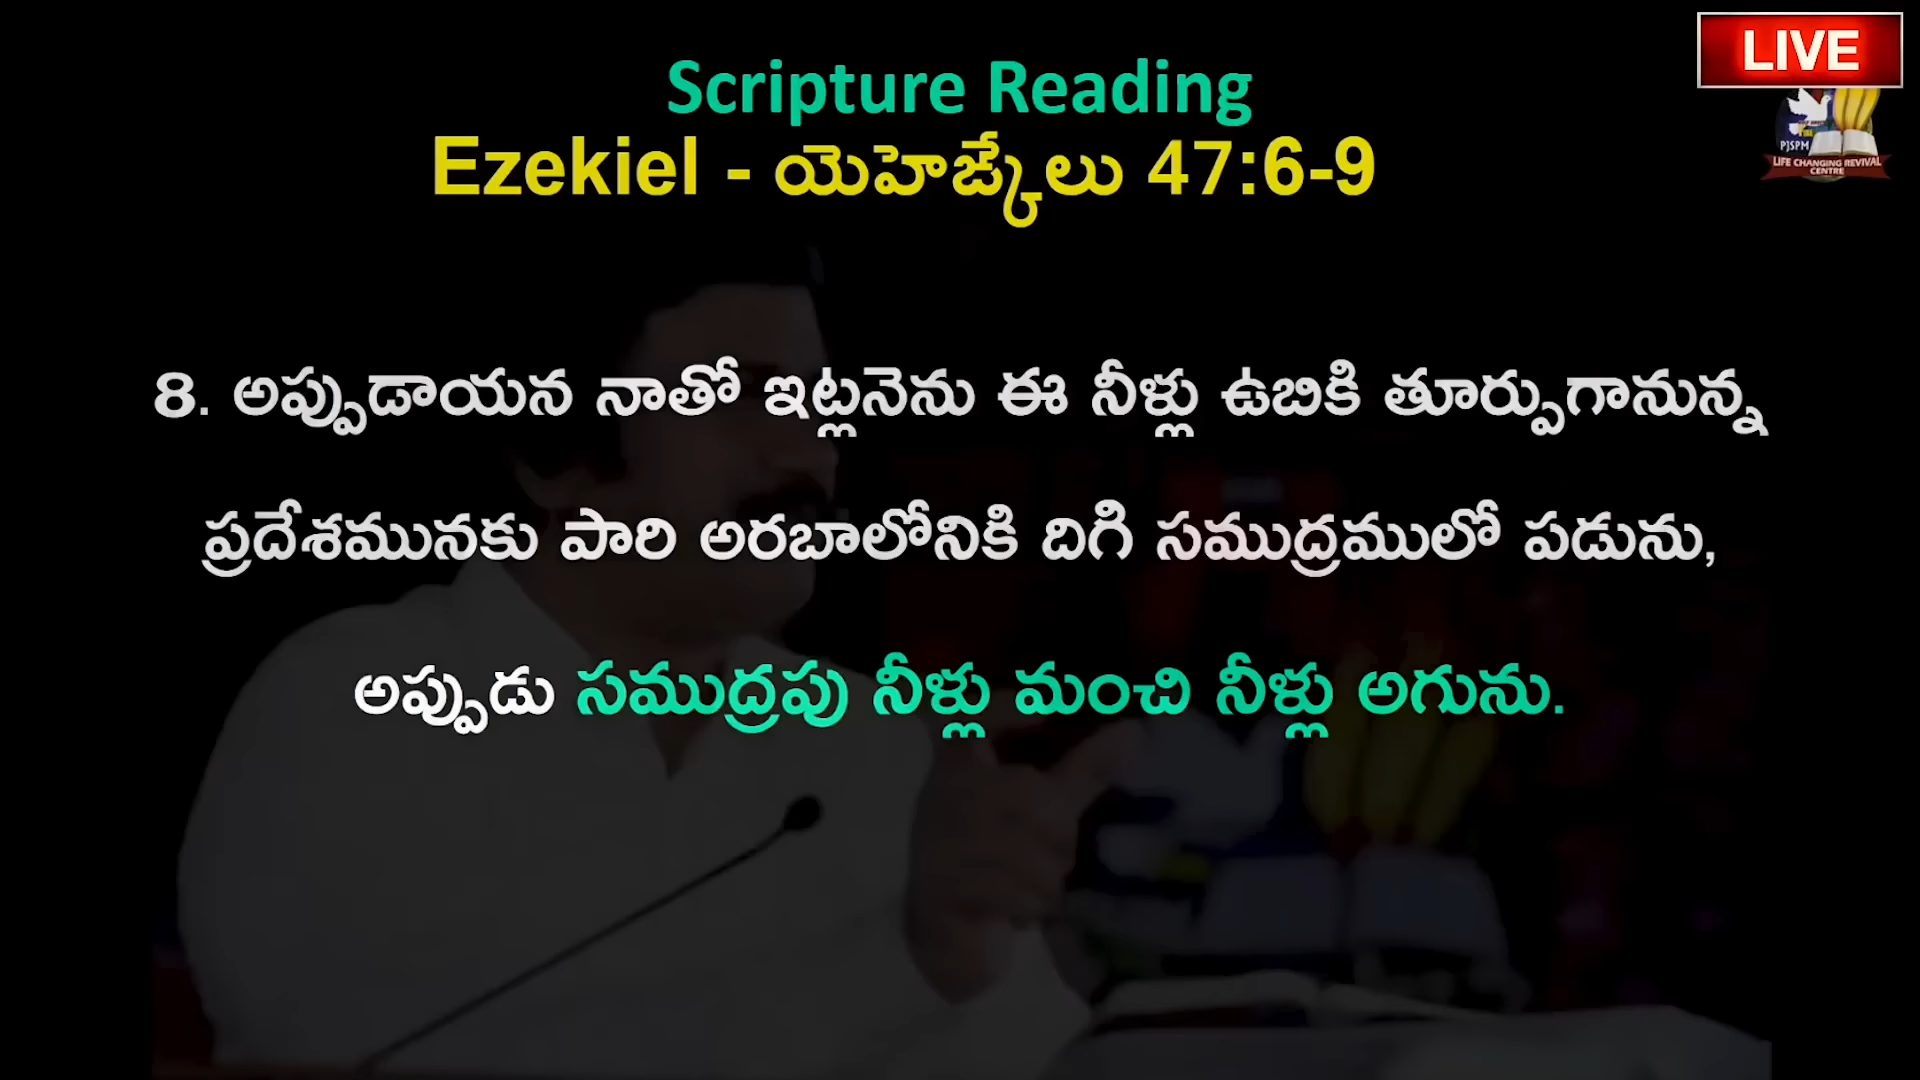 LIVE
Scripture Reading
Ezekiel - యెహెజ్కేలు 47:6-9
PJSPM
LIFE CHANGING REVIVAL
CENTRE
8. అప్పుడాయన నాతో ఇట్లనెను ఈ నీళ్లు ఉబికి తూర్పుగానున్న
ప్రదేశమునకు పారి అరబాలోనికి దిగి సముద్రములో పడును,
అప్పుడు సముద్రపు నీళ్లు మంచి నీళ్లు అగును.